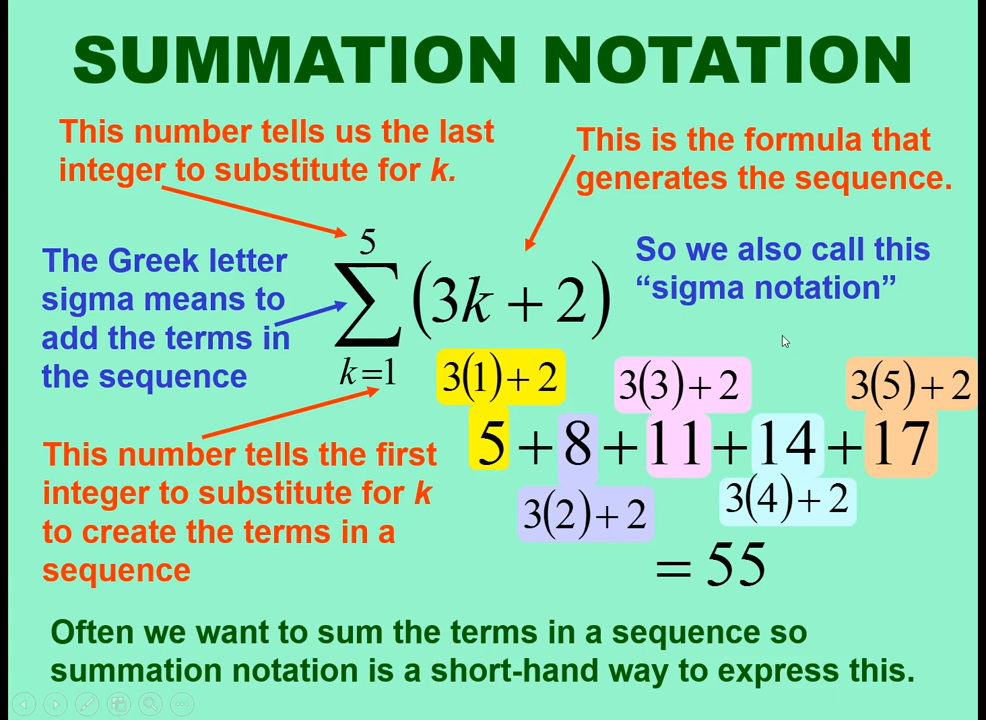 SUMMATION NOTATION
This number tells us the last
integer to substitute for k.
This is the formula that
generates the sequence.
The Greek letter
sigma means to
add the terms in
the sequence
5
∑(3k + 2)
k=1
So we also call this
“sigma notation”
3(1)+2
3(3)+2
3(5)+2
5+8+11+14+17
3(2)+2
3(4)+2
= 55
This number tells the first
integer to substitute for k
to create the terms in a
sequence
Often we want to sum the terms in a sequence so
summation notation is a short-hand way to express this.